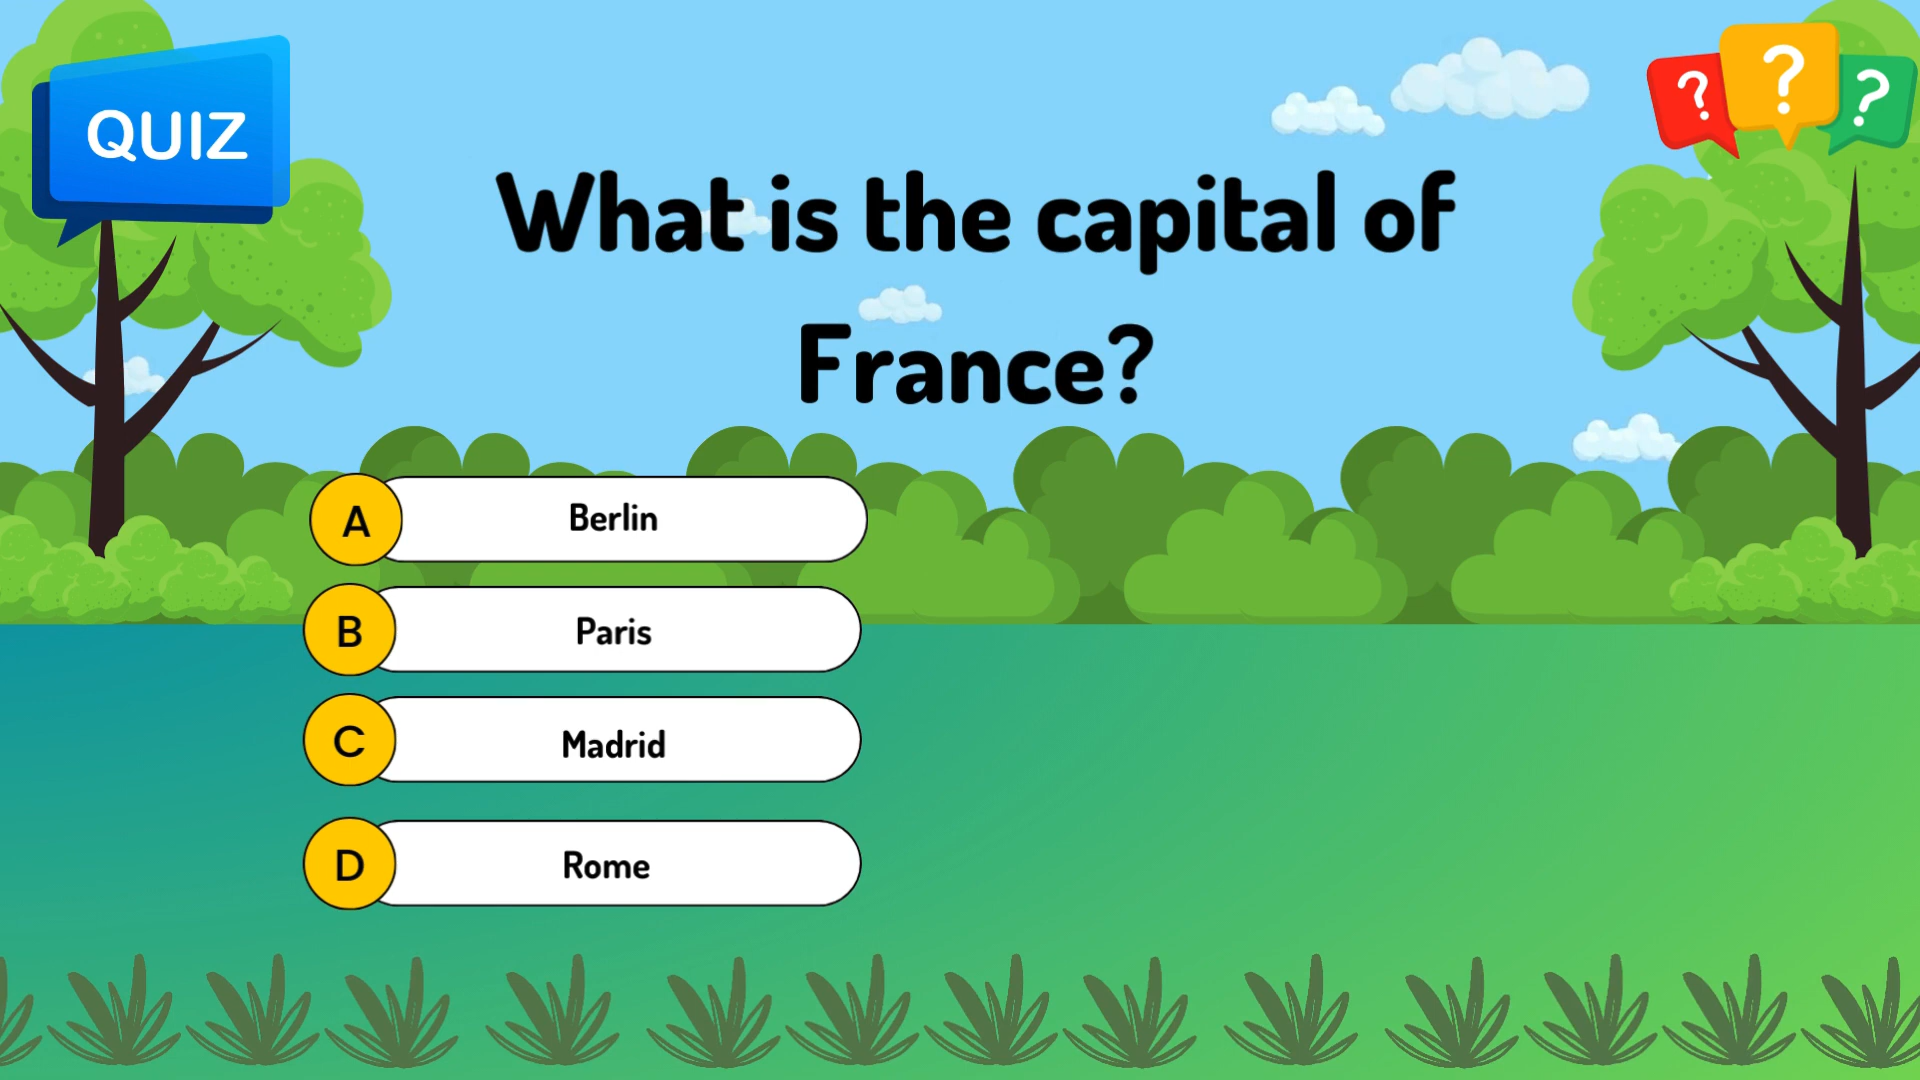 QUIZ
? ? ?
What is the capital of
France?
A Berlin
B Paris
C Madrid
D Rome